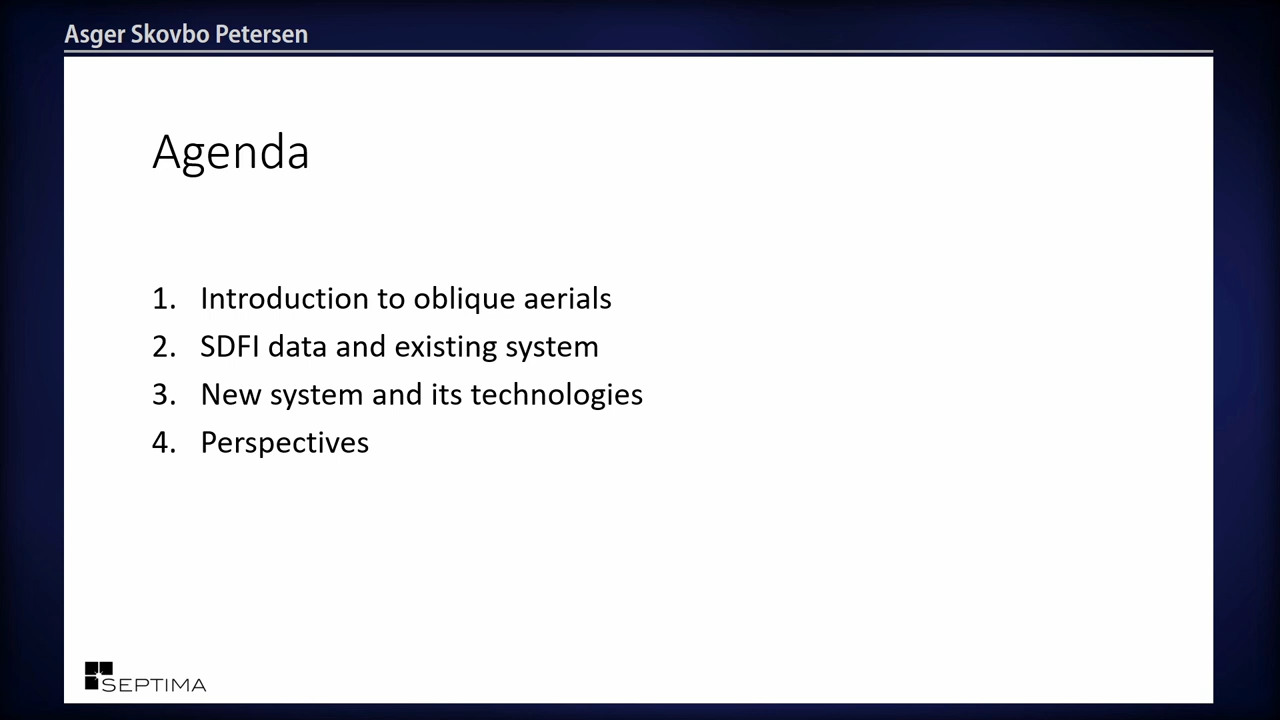 Asger Skovbo Petersen
Agenda
1. Introduction to oblique aerials
2. SDFI data and existing system
3. New system and its technologies
4. Perspectives
SEPTIMA